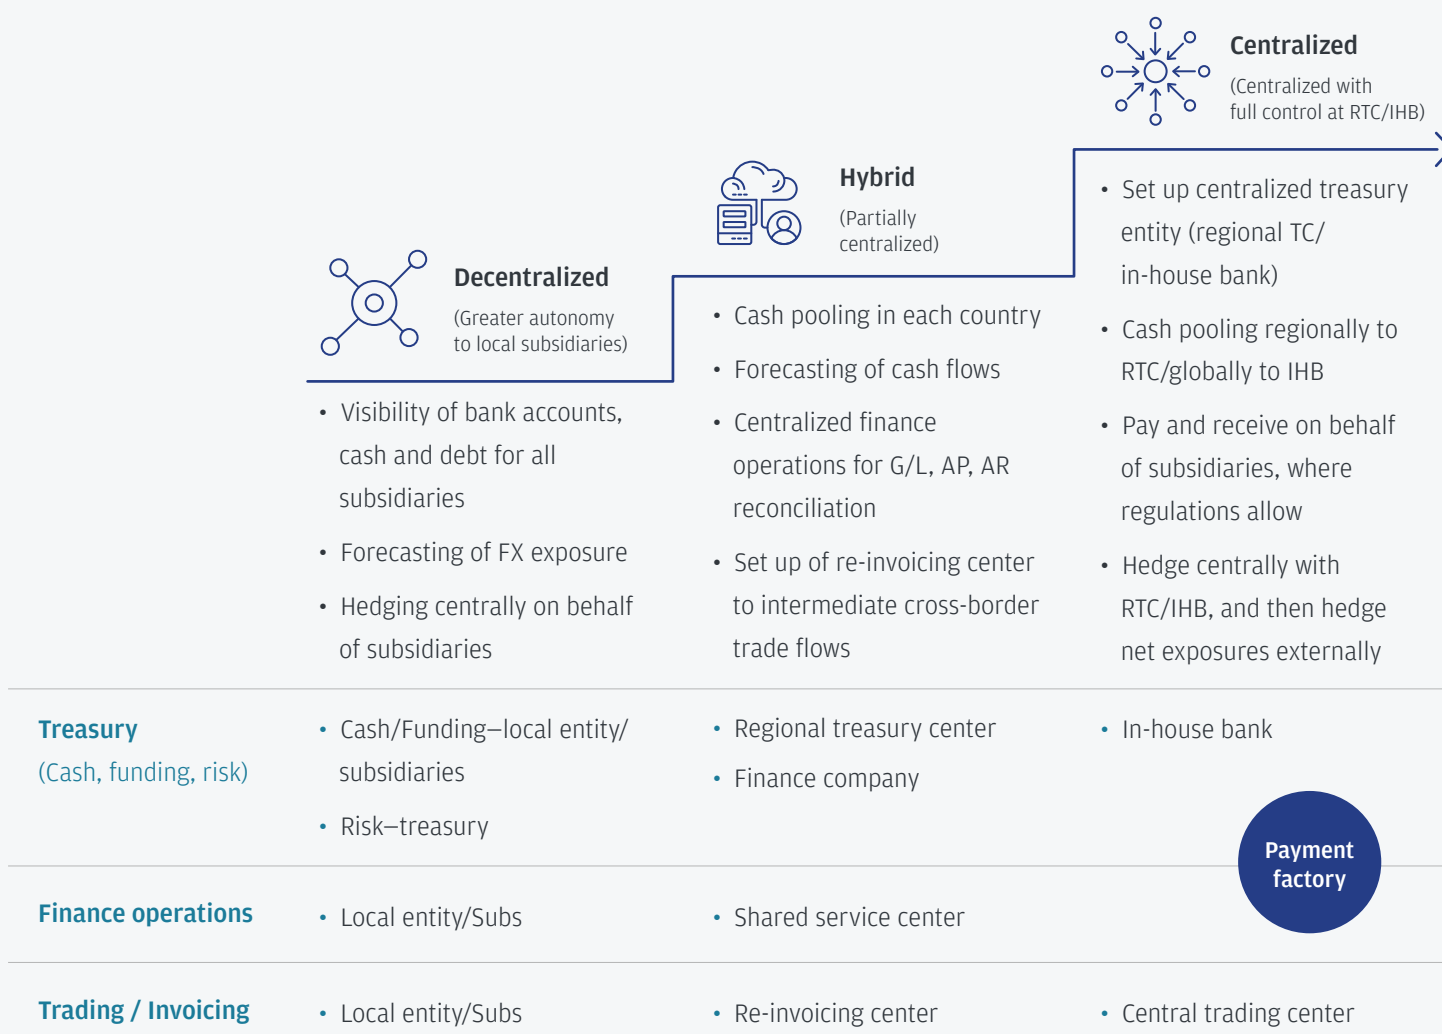 Centralized
(Centralized with
full control at RTC/IHB)
Hybrid
(Partially
centralized)
Decentralized
(Greater autonomy
to local subsidiaries)
• Visibility of bank accounts,
cash and debt for all
subsidiaries
• Forecasting of FX exposure
• Hedging centrally on behalf
of subsidiaries
• Cash pooling in each country
• Forecasting of cash flows
• Centralized finance
operations for G/L, AP, AR
reconciliation
• Set up of re-invoicing center
to intermediate cross-border
trade flows
• Set up centralized treasury
entity (regional TC/
in-house bank)
• Cash pooling regionally to
RTC/globally to IHB
• Pay and receive on behalf
of subsidiaries, where
regulations allow
• Hedge centrally with
RTC/IHB, and then hedge
net exposures externally
Treasury
(Cash, funding, risk)
• Cash/Funding—local entity/
subsidiaries
• Risk—treasury
• Regional treasury center
• Finance company
• In-house bank
Payment
factory
Finance operations
• Local entity/Subs
• Shared service center
Trading / Invoicing
• Local entity/Subs
• Re-invoicing center
• Central trading center